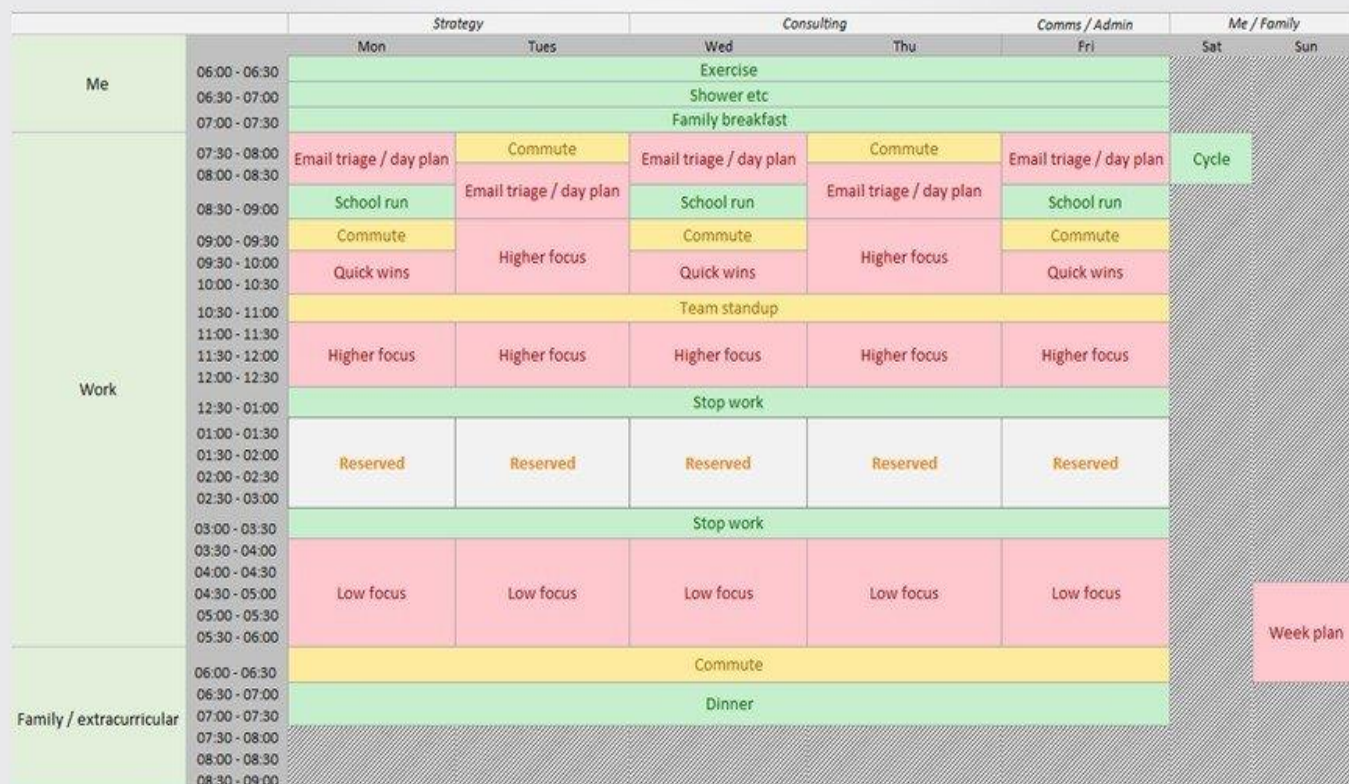 Strategy Consulting Comms / Admin Me / Family
Mon Tues Wed Thu Fri Sat Sun
Me
06:00 - 06:30 Exercise
06:30 - 07:00 Shower etc
07:00 - 07:30 Family breakfast
Work
07:30 - 08:00
08:00 - 08:30
Email triage / day plan Commute Email triage / day plan Commute Email triage / day plan Cycle
Email triage / day plan Email triage / day plan
08:30 - 09:00 School run School run School run
09:00 - 09:30 Commute Commute Commute
Higher focus Higher focus
09:30 - 10:00
10:00 - 10:30
Quick wins Quick wins Quick wins
10:30 - 11:00 Team standup
11:00 - 11:30
11:30 - 12:00 Higher focus Higher focus Higher focus Higher focus Higher focus
12:00 - 12:30
12:30 - 01:00 Stop work
01:00 - 01:30
01:30 - 02:00 Reserved Reserved Reserved Reserved Reserved
02:00 - 02:30
02:30 - 03:00
03:00 - 03:30 Stop work
03:30 - 04:00
04:00 - 04:30
04:30 - 05:00 Low focus Low focus Low focus Low focus Low focus
05:00 - 05:30
05:30 - 06:00 Week plan
Family / extracurricular
06:00 - 06:30 Commute
06:30 - 07:00 Dinner
07:00 - 07:30
07:30 - 08:00
08:00 - 08:30
08:30 - 09:00